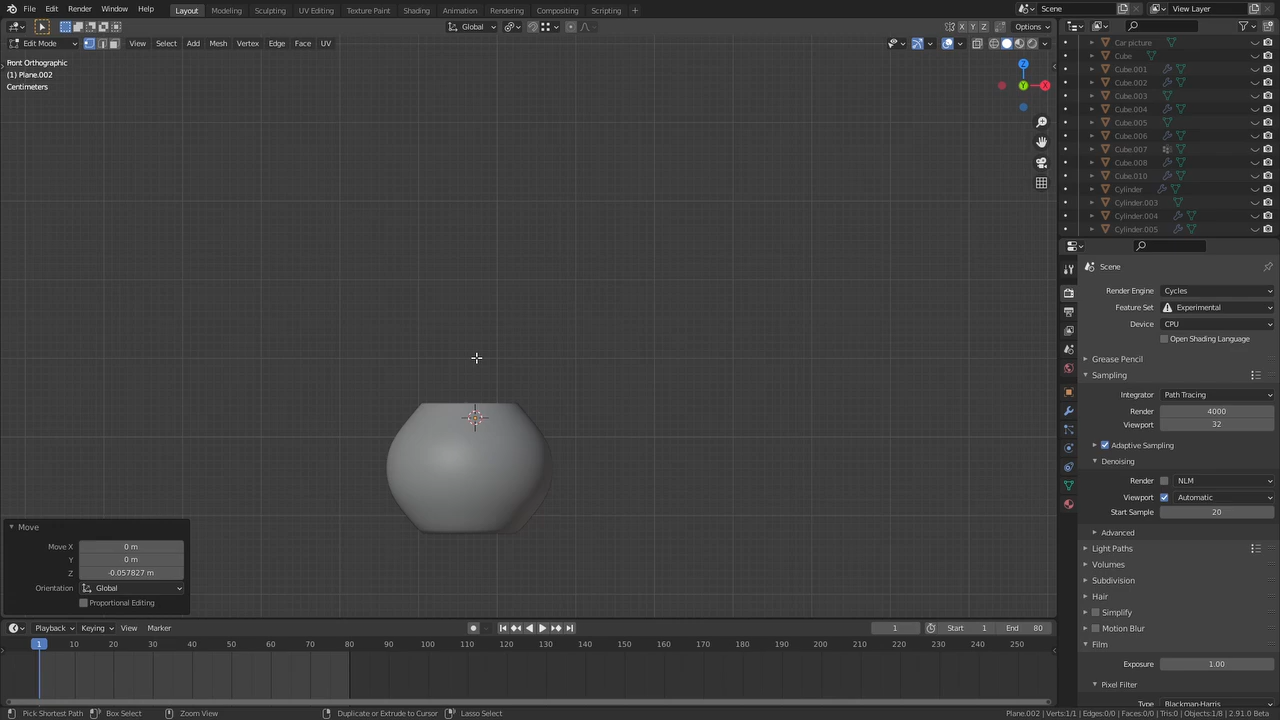 File Edit Render Window Help Layout Modeling Sculpting UV Editing Texture Paint Shading Animation Rendering Compositing Scripting + Scene View Layer
Global X Y Z Options
Edit Mode View Select Add Mesh Vertex Edge Face UV
Front Orthographic
(1) Plane.002
Centimeters
Z
Y
X
Car picture
Cube
Cube.001
Cube.002
Cube.003
Cube.004
Cube.005
Cube.006
Cube.007
Cube.008
Cube.010
Cylinder
Cylinder.003
Cylinder.004
Cylinder.005
Scene
Render Engine Cycles
Feature Set Experimental
Device CPU
Open Shading Language
Grease Pencil
Sampling
Integrator Path Tracing
Render 4000
Viewport 32
Adaptive Sampling
Denoising
Render NLM
Viewport Automatic
Start Sample 20
Advanced
Light Paths
Volumes
Subdivision
Hair
Simplify
Motion Blur
Film
Exposure 1.00
Pixel Filter
Type Blackman-Harris
Move
Move X 0 m
Y 0 m
Z -0.057827 m
Orientation Global
Proportional Editing
Playback Keying View Marker 1 Start 1 End 80
1 10 20 30 40 50 60 70 80 90 100 110 120 130 140 150 160 170 180 190 200 210 220 230 240 250
Pick Shortest Path Box Select Zoom View Duplicate or Extrude to Cursor Lasso Select Plane.002 | Verts:1/1 | Edges:0/0 | Faces:0/0 | Tris:0 | Objects:1/8 | 2.91.0 Beta